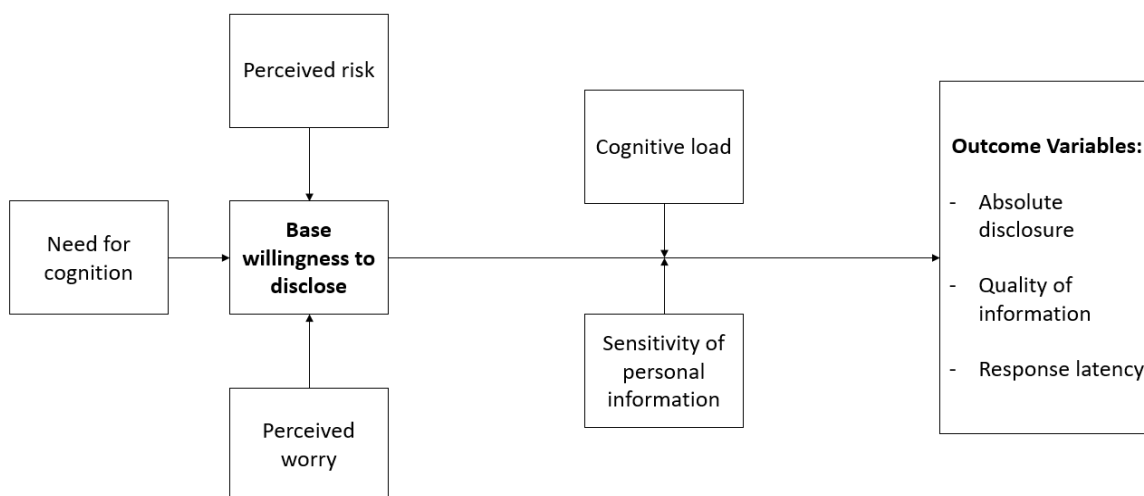 Perceived risk
Need for
cognition
Base
willingness to
disclose
Perceived
worry
Cognitive load
Sensitivity of
personal
information
Outcome Variables:
- Absolute
disclosure
- Quality of
information
- Response latency